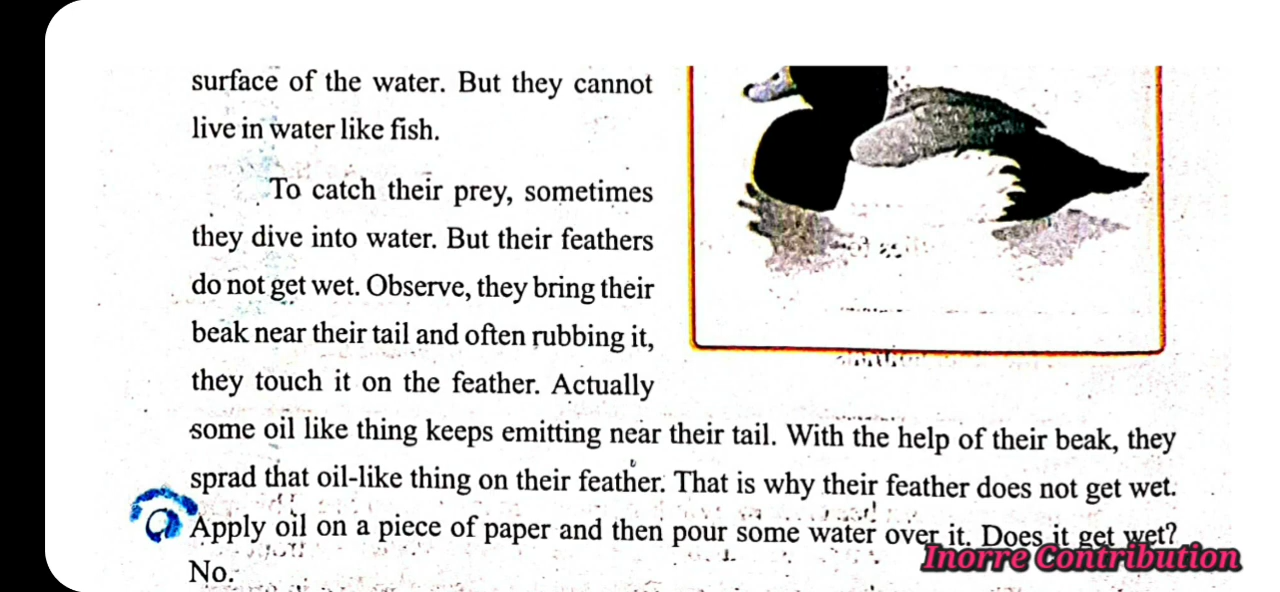 surface of the water. But they cannot
live in water like fish.
To catch their prey, sometimes
they dive into water. But their feathers
do not get wet. Observe, they bring their
beak near their tail and often rubbing it,
they touch it on the feather. Actually
some oil like thing keeps emitting near their tail. With the help of their beak, they
sprad that oil-like thing on their feather. That is why their feather does not get wet.
Apply oil on a piece of paper and then pour some water over it. Does it get wet?
No.
Inorre Contribution